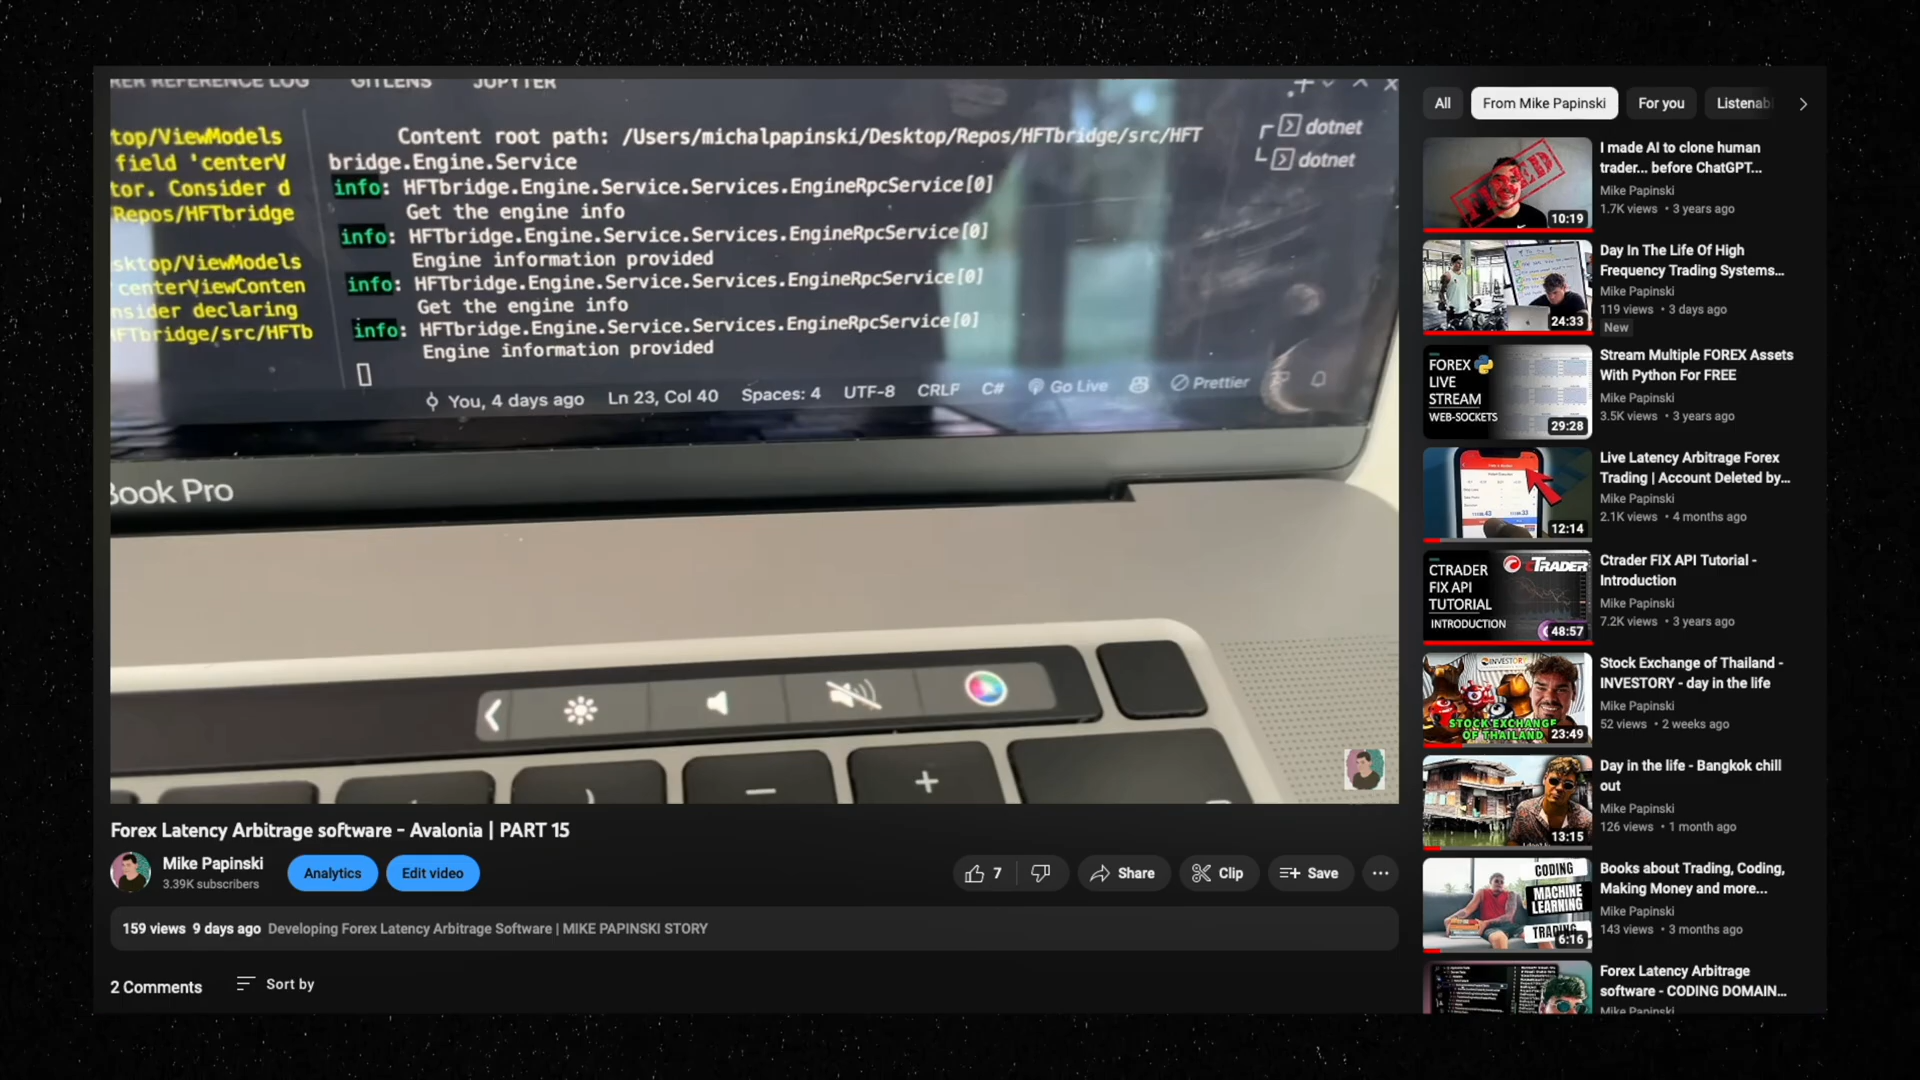 KER REFERENCE LOG GITLENS JUPYTER
top/ViewModels
field 'centerV
tor. Consider d
Repos/HFTbridge
sktop/ViewModels
centerViewConten
nsider declaring
HFTbridge/src/HFTb
Content root path: /Users/michalpapinski/Desktop/Repos/HFTbridge/src/HFT
bridge.Engine.Service
info: HFTbridge.Engine.Service.Services.EngineRpcService[0]
Get the engine info
info: HFTbridge.Engine.Service.Services.EngineRpcService[0]
Engine information provided
info: HFTbridge.Engine.Service.Services.EngineRpcService[0]
Get the engine info
info: HFTbridge.Engine.Service.Services.EngineRpcService[0]
Engine information provided
dotnet
dotnet
You, 4 days ago Ln 23, Col 40 Spaces: 4 UTF-8 CRLF C# Go Live Prettier
Book Pro
Forex Latency Arbitrage software - Avalonia | PART 15
Mike Papinski
3.39K subscribers
Analytics
Edit video
7
Share
Clip
Save
159 views 9 days ago Developing Forex Latency Arbitrage Software | MIKE PAPINSKI STORY
2 Comments
Sort by
All
From Mike Papinski
For you
Listenab
FIRED
10:19
I made AI to clone human
trader... before ChatGPT...
Mike Papinski
1.7K views • 3 years ago
24:33
Day In The Life Of High
Frequency Trading Systems...
Mike Papinski
119 views • 3 days ago
New
FOREX
LIVE
STREAM
WEB-SOCKETS
29:28
Stream Multiple FOREX Assets
With Python For FREE
Mike Papinski
3.5K views • 3 years ago
12:14
Live Latency Arbitrage Forex
Trading | Account Deleted by...
Mike Papinski
2.1K views • 4 months ago
CTRADER
FIX API
TUTORIAL
INTRODUCTION
cTRADER
48:57
Ctrader FIX API Tutorial -
Introduction
Mike Papinski
7.2K views • 3 years ago
INVESTORY
STOCK EXCHANGE
OF THAILAND
23:49
Stock Exchange of Thailand -
INVESTORY - day in the life
Mike Papinski
52 views • 2 weeks ago
13:15
Day in the life - Bangkok chill
out
Mike Papinski
126 views • 1 month ago
CODING
MACHINE
LEARNING
TRADING
6:16
Books about Trading, Coding,
Making Money and more...
Mike Papinski
143 views • 3 months ago
Forex Latency Arbitrage
software - CODING DOMAIN...
Mike Papinski